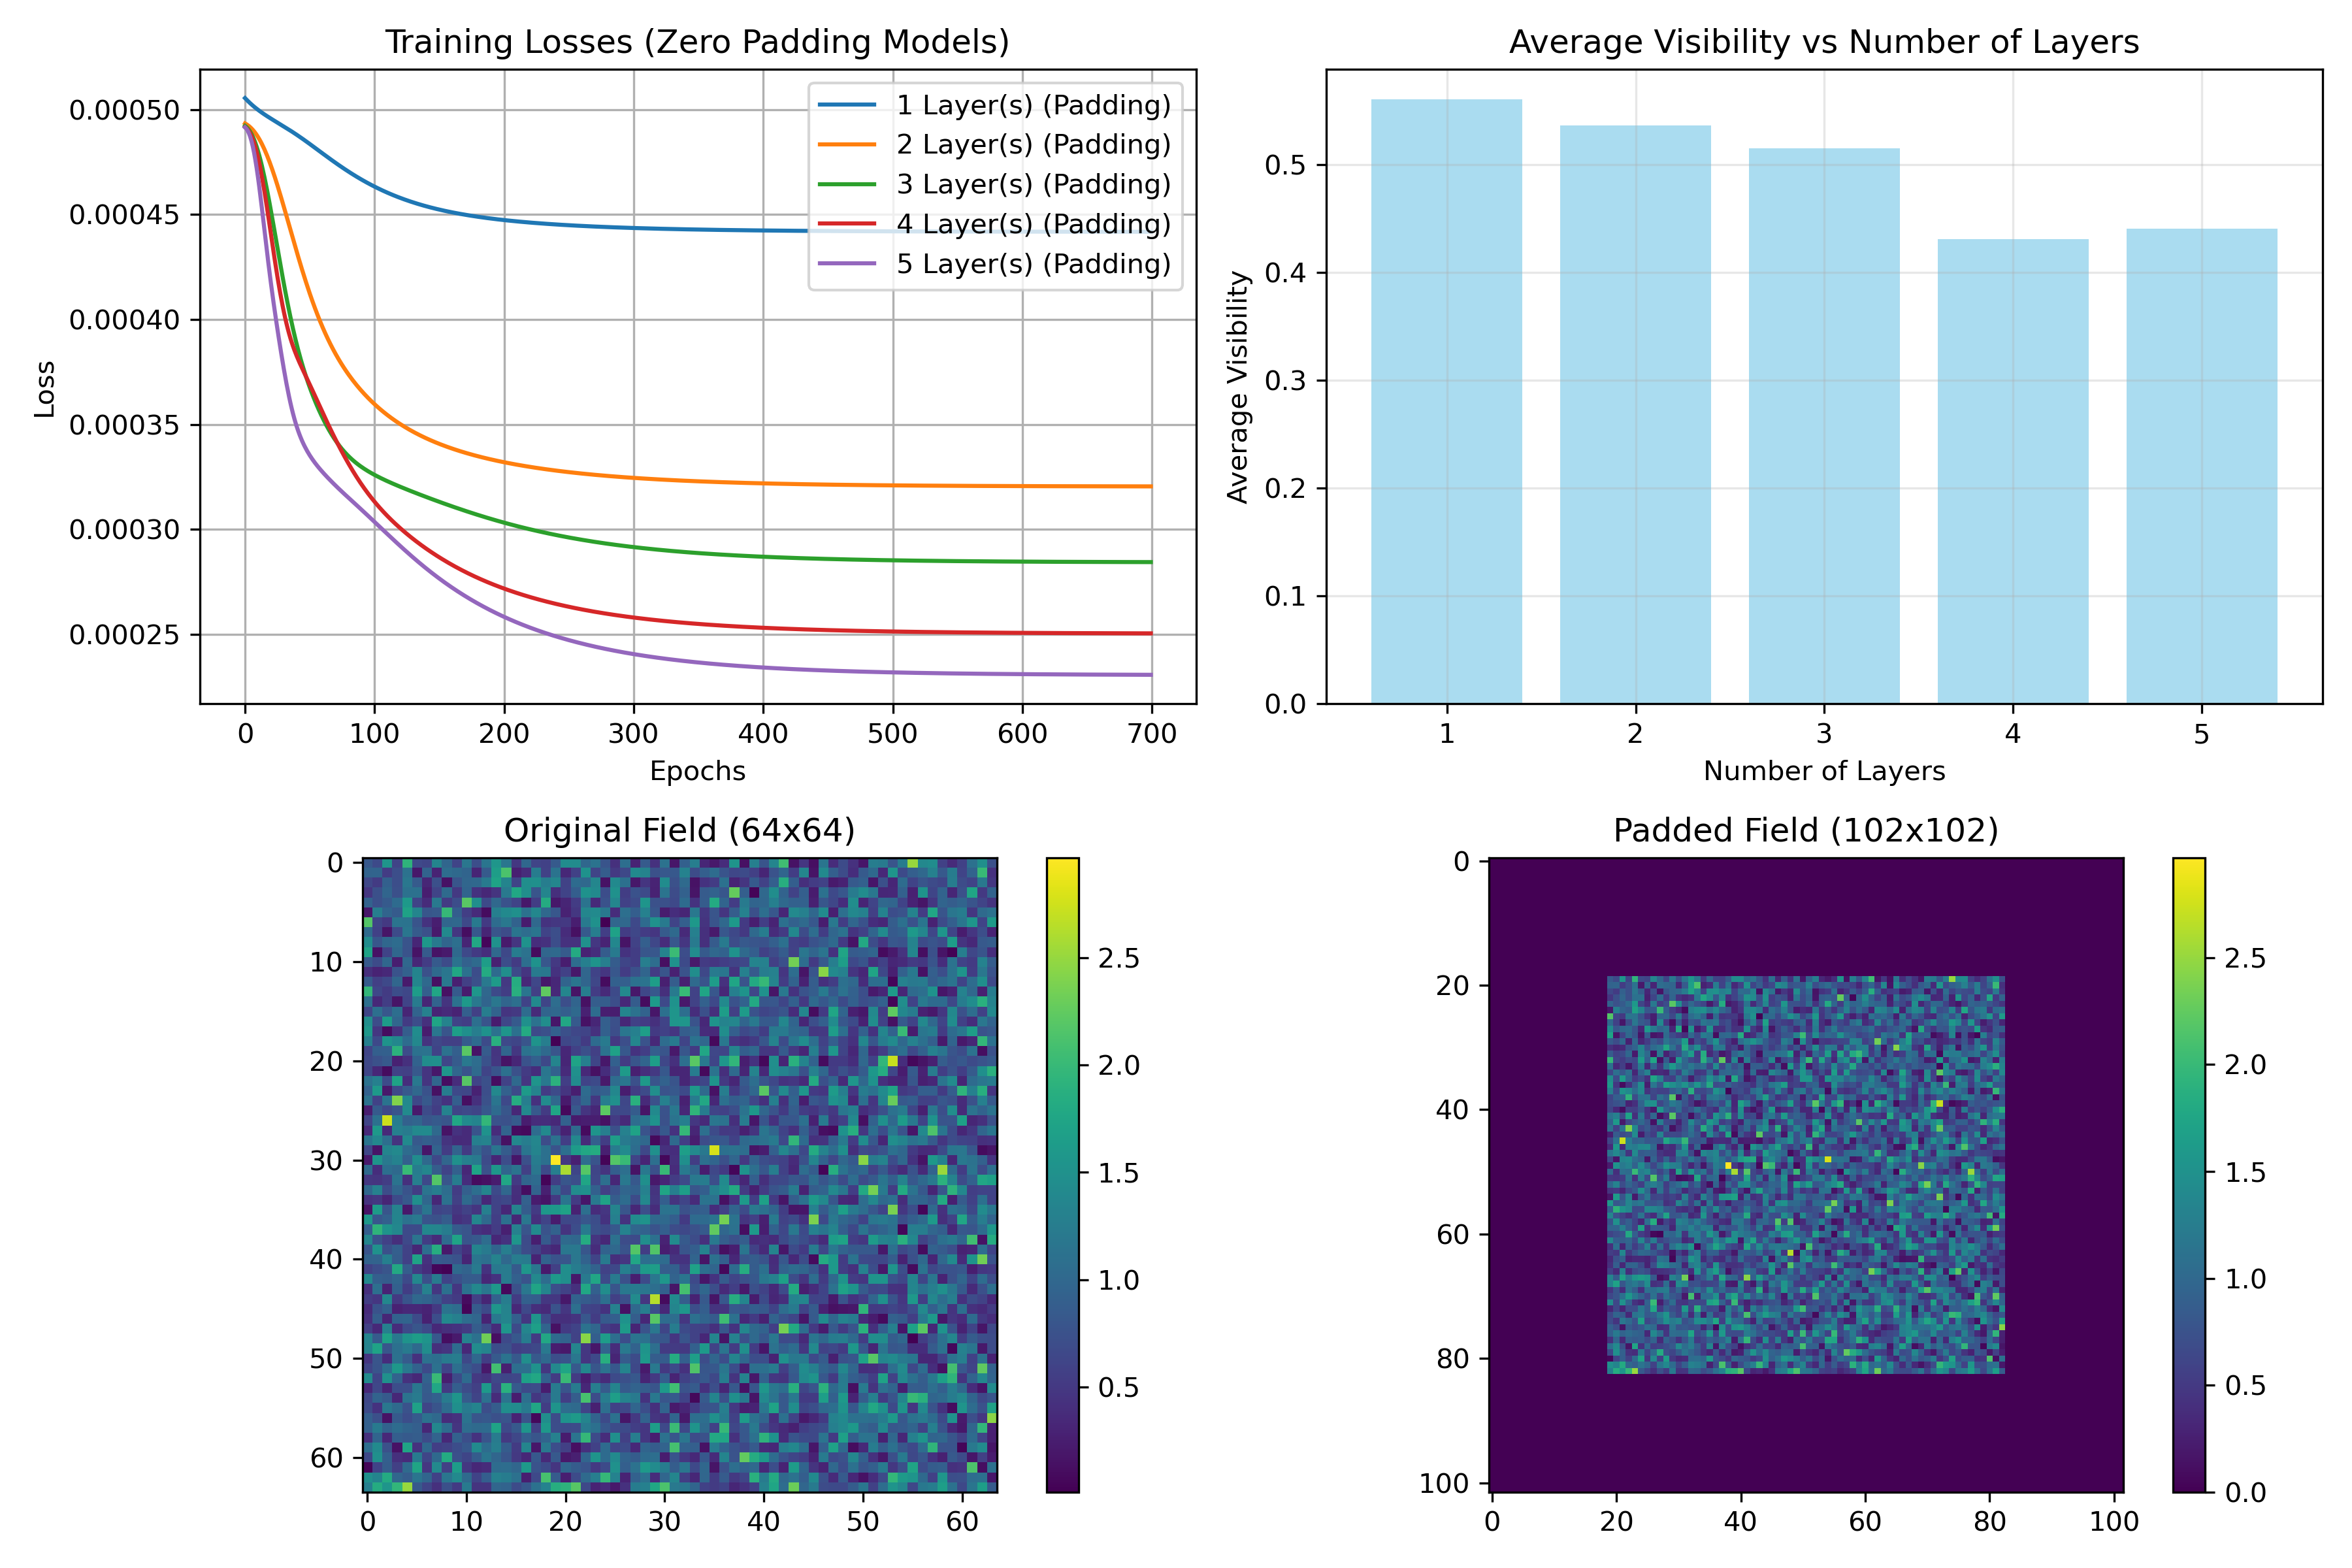 Training Losses (Zero Padding Models)
0.00050
0.00045
0.00040
0.00035
0.00030
0.00025
Loss
1 Layer(s) (Padding)
2 Layer(s) (Padding)
3 Layer(s) (Padding)
4 Layer(s) (Padding)
5 Layer(s) (Padding)
0 100 200 300 400 500 600 700
Epochs
Average Visibility vs Number of Layers
0.5
0.4
0.3
0.2
0.1
0.0
Average Visibility
1 2 3 4 5
Number of Layers
Original Field (64x64)
0
10
20
30
40
50
60
0 10 20 30 40 50 60
2.5
2.0
1.5
1.0
0.5
Padded Field (102x102)
0
20
40
60
80
100
0 20 40 60 80 100
2.5
2.0
1.5
1.0
0.5
0.0